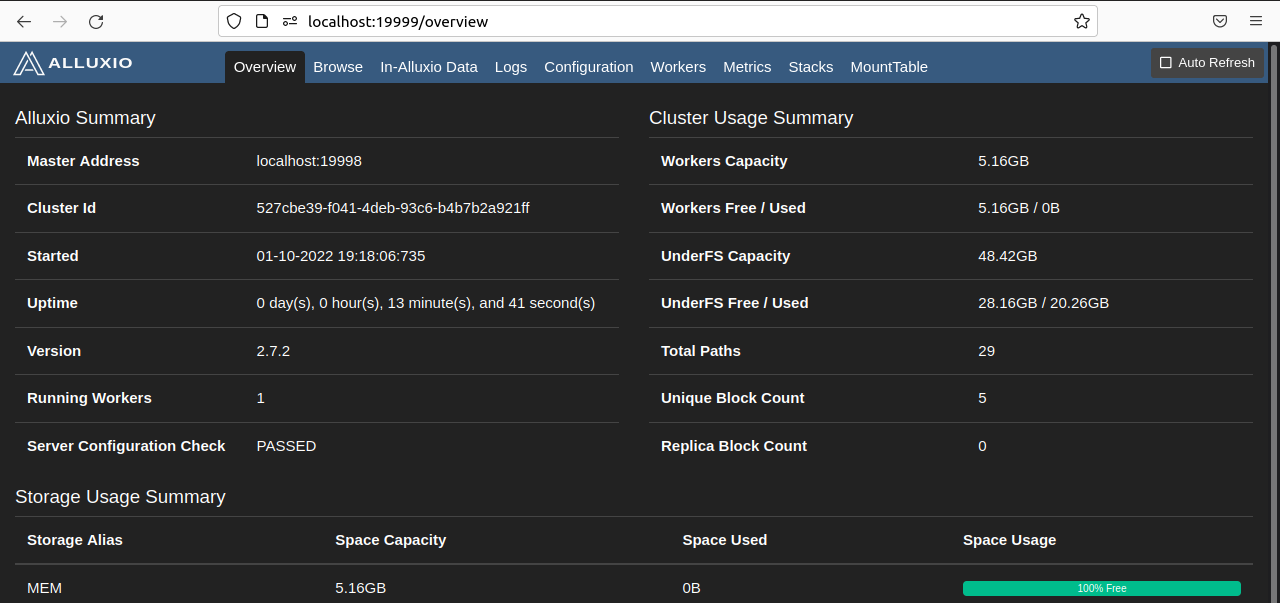 localhost:19999/overview
ALLUXIO Overview Browse In-Alluxio Data Logs Configuration Workers Metrics Stacks MountTable Auto Refresh
Alluxio Summary
Master Address localhost:19998
Cluster Id 527cbe39-f041-4deb-93c6-b4b7b2a921ff
Started 01-10-2022 19:18:06:735
Uptime 0 day(s), 0 hour(s), 13 minute(s), and 41 second(s)
Version 2.7.2
Running Workers 1
Server Configuration Check PASSED
Cluster Usage Summary
Workers Capacity 5.16GB
Workers Free / Used 5.16GB / 0B
UnderFS Capacity 48.42GB
UnderFS Free / Used 28.16GB / 20.26GB
Total Paths 29
Unique Block Count 5
Replica Block Count 0
Storage Usage Summary
Storage Alias Space Capacity Space Used Space Usage
MEM 5.16GB 0B 100% Free